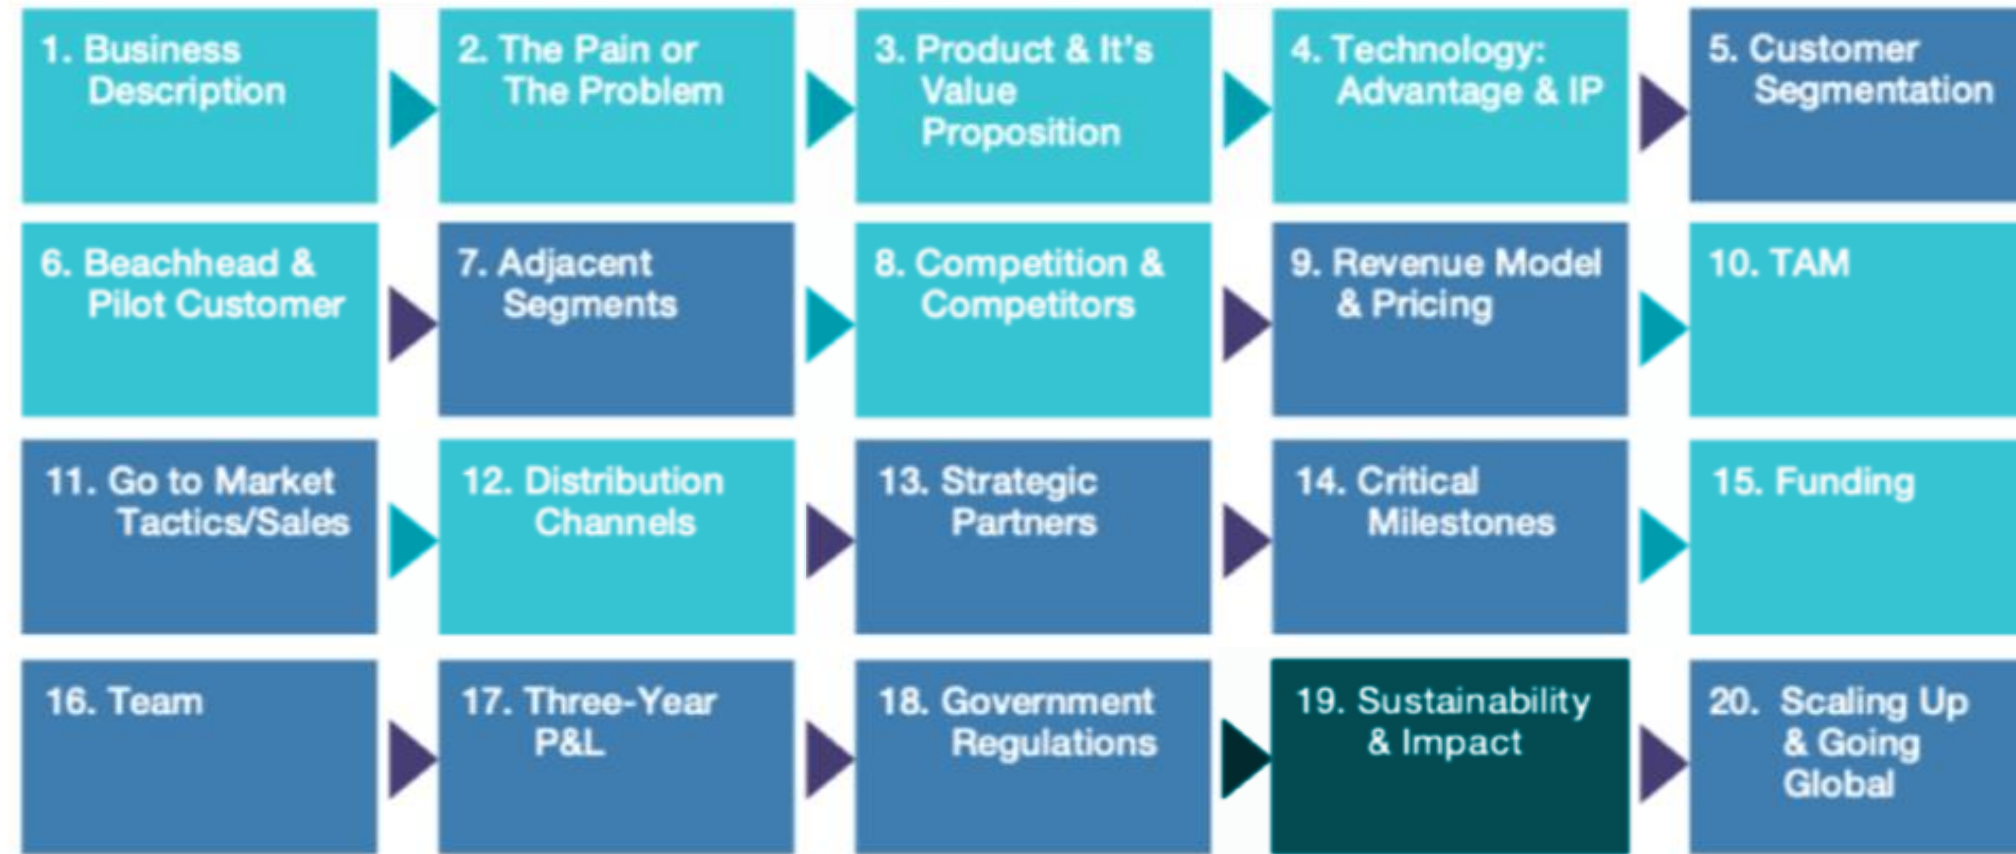 1. Business
Description
2. The Pain or
The Problem
3. Product & It's
Value
Proposition
4. Technology:
Advantage & IP
5. Customer
Segmentation
6. Beachhead &
Pilot Customer
7. Adjacent
Segments
8. Competition &
Competitors
9. Revenue Model
& Pricing
10. TAM
11. Go to Market
Tactics/Sales
12. Distribution
Channels
13. Strategic
Partners
14. Critical
Milestones
15. Funding
16. Team
17. Three-Year
P&L
18. Government
Regulations
19. Sustainability
& Impact
20. Scaling Up
& Going
Global